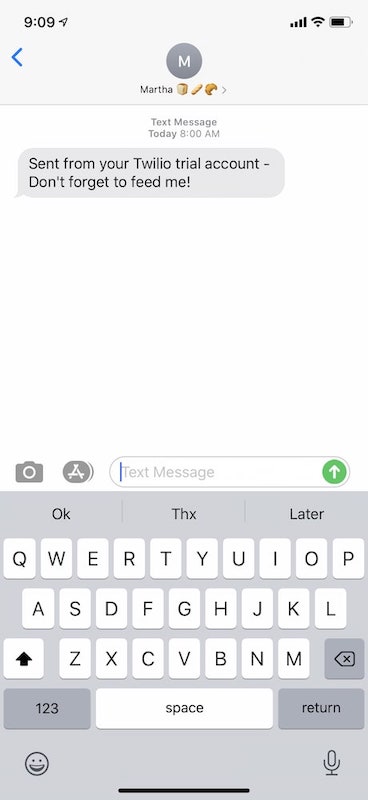 9:09
M
Martha 🍞🥖🥐 >
Text Message
Today 8:00 AM
Sent from your Twilio trial account -
Don't forget to feed me!
Text Message
Ok Thx Later
Q W E R T Y U I O P
A S D F G H J K L
Z X C V B N M
123 space return